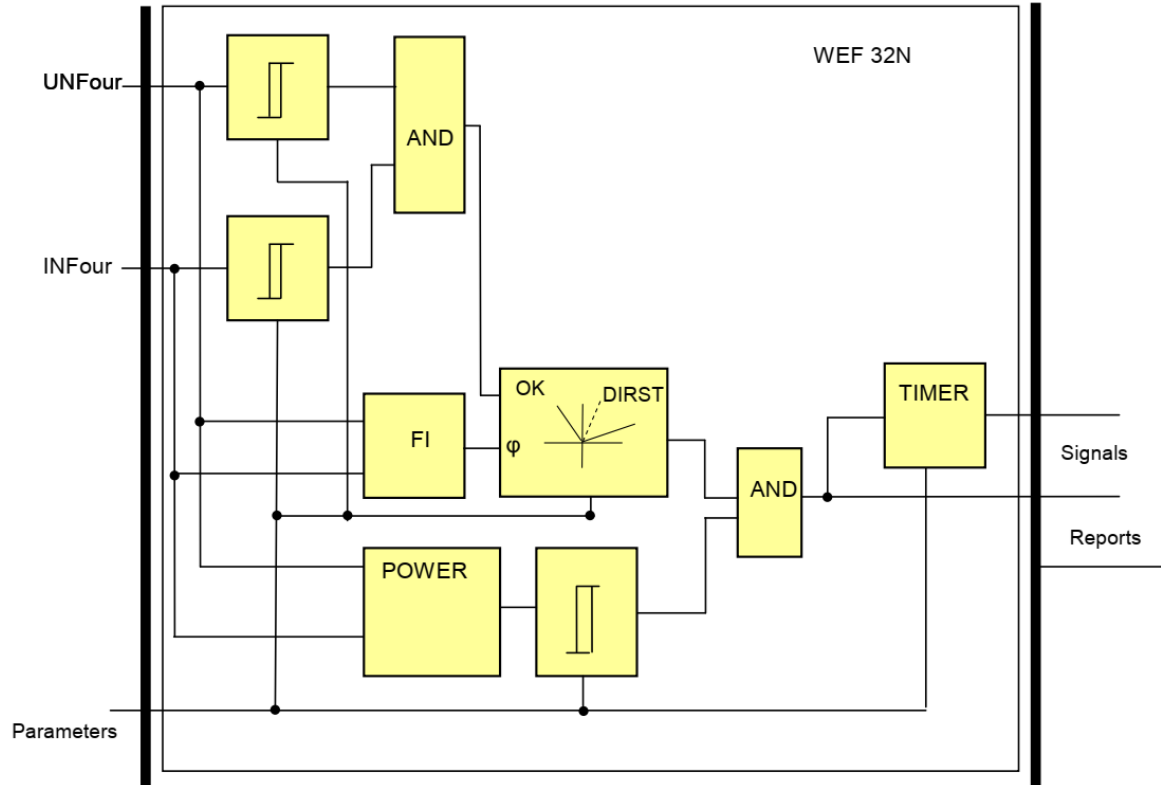 WEF 32N
UNFour
AND
INFour
OK
DIRST
TIMER
FI
φ
Signals
AND
Reports
POWER
Parameters